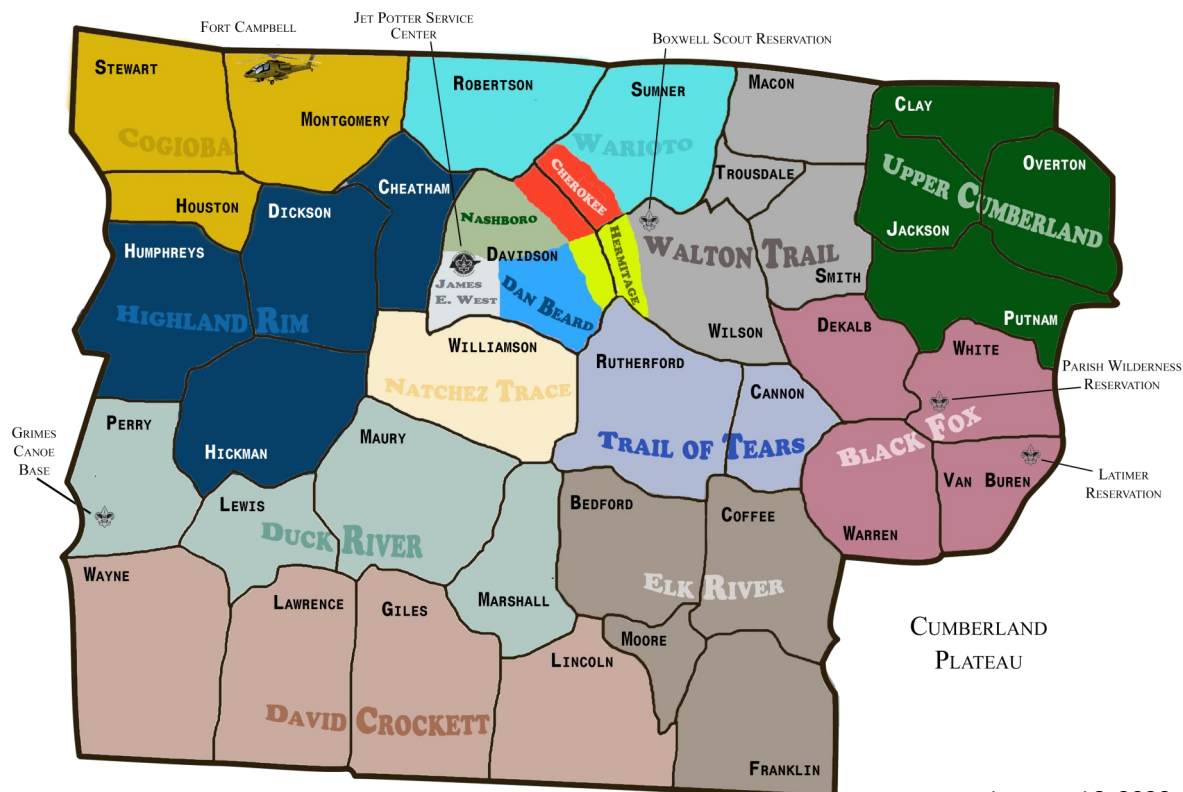 Fort Campbell
Jet Potter Service
Center
Boxwell Scout Reservation
Stewart
Montgomery
Cogioba
Houston
Robertson
Sumner
Warioto
Macon
Trousdale
Clay
Overton
Upper Cumberland
Jackson
Putnam
Cheatham
Dickson
Humphreys
Highland Rim
Hickman
Nashboro
Davidson
Cherokee
Hermitage
James
E. West
Dan Beard
Walton Trail
Smith
Wilson
Williamson
Natchez Trace
Rutherford
Cannon
Trail of Tears
DeKalb
White
Black Fox
Van Buren
Warren
Parish Wilderness
Reservation
Latimer
Reservation
Grimes
Canoe
Base
Perry
Lewis
Maury
Duck River
Marshall
Bedford
Coffee
Elk River
Moore
Franklin
Wayne
Lawrence
Giles
Lincoln
David Crockett
Cumberland
Plateau